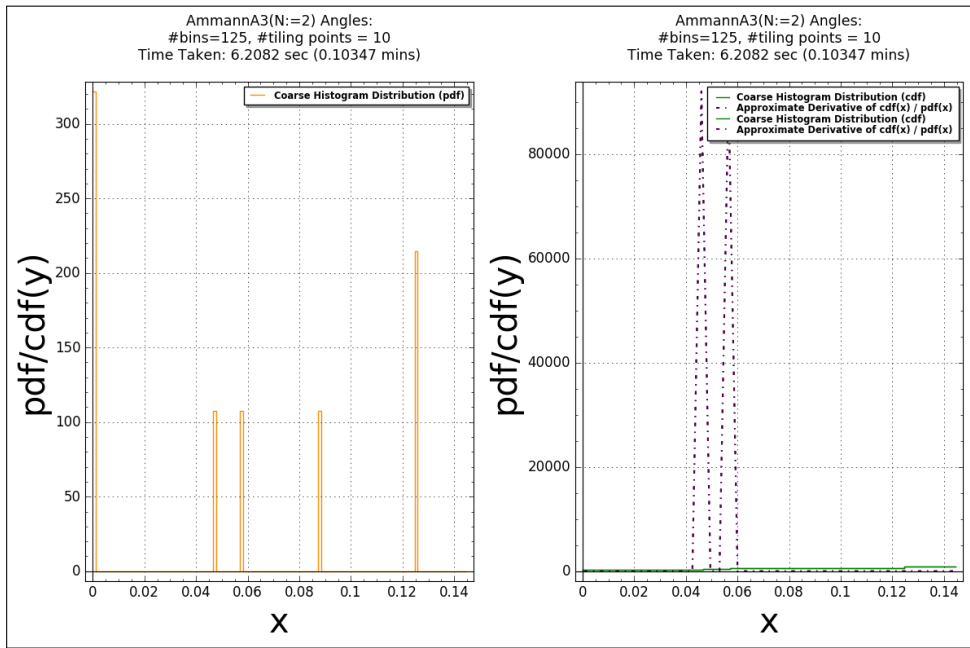 AmmannA3(N:=2) Angles:
#bins=125, #tiling points = 10
Time Taken: 6.2082 sec (0.10347 mins)
Coarse Histogram Distribution (pdf)
pdf/cdf(y)
300
250
200
150
100
50
0
0 0.02 0.04 0.06 0.08 0.1 0.12 0.14
x
AmmannA3(N:=2) Angles:
#bins=125, #tiling points = 10
Time Taken: 6.2082 sec (0.10347 mins)
Coarse Histogram Distribution (cdf)
Approximate Derivative of cdf(x) / pdf(x)
Coarse Histogram Distribution (cdf)
Approximate Derivative of cdf(x) / pdf(x)
pdf/cdf(y)
80000
60000
40000
20000
0
0 0.02 0.04 0.06 0.08 0.1 0.12 0.14
x